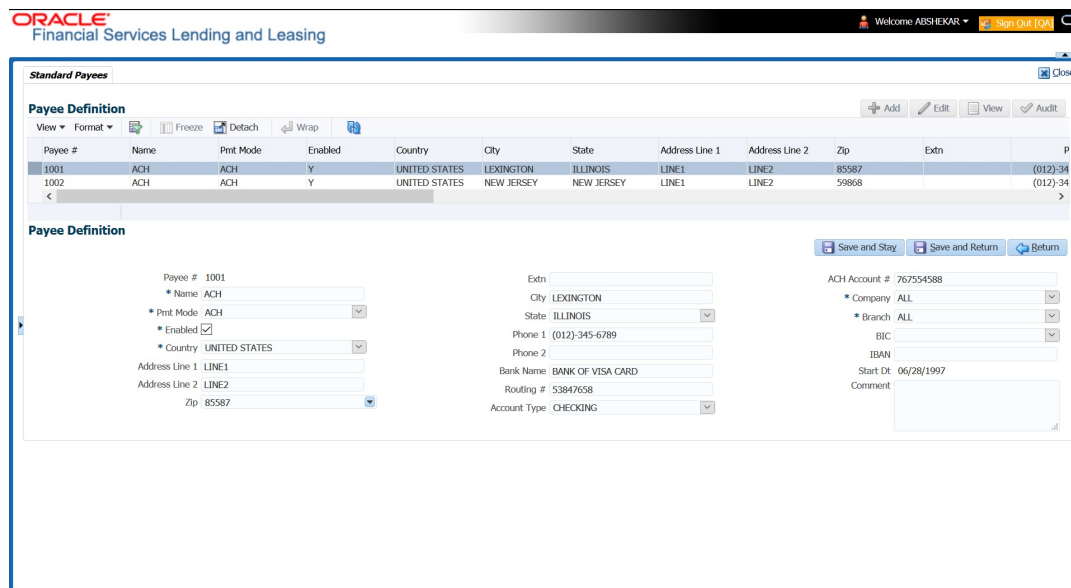 ORACLE®
Financial Services Lending and Leasing
Welcome ABSHEKAR Sign Out [QA]
Standard Payees
Close
Payee Definition
Add Edit View Audit
View Format Freeze Detach Wrap
Payee # Name Pmt Mode Enabled Country City State Address Line 1 Address Line 2 Zip Extn P
1001 ACH ACH Y UNITED STATES LEXINGTON ILLINOIS LINE1 LINE2 85587 (012)-34
1002 ACH ACH Y UNITED STATES NEW JERSEY NEW JERSEY LINE1 LINE2 59868 (012)-34
Payee Definition
Save and Stay Save and Return Return
Payee # 1001
* Name ACH
* Pmt Mode ACH
* Enabled
* Country UNITED STATES
Address Line 1 LINE1
Address Line 2 LINE2
Zip 85587
Extn
City LEXINGTON
State ILLINOIS
Phone 1 (012)-345-6789
Phone 2
Bank Name BANK OF VISA CARD
Routing # 53847658
Account Type CHECKING
ACH Account # 767554588
* Company ALL
* Branch ALL
BIC
IBAN
Start Dt 06/28/1997
Comment